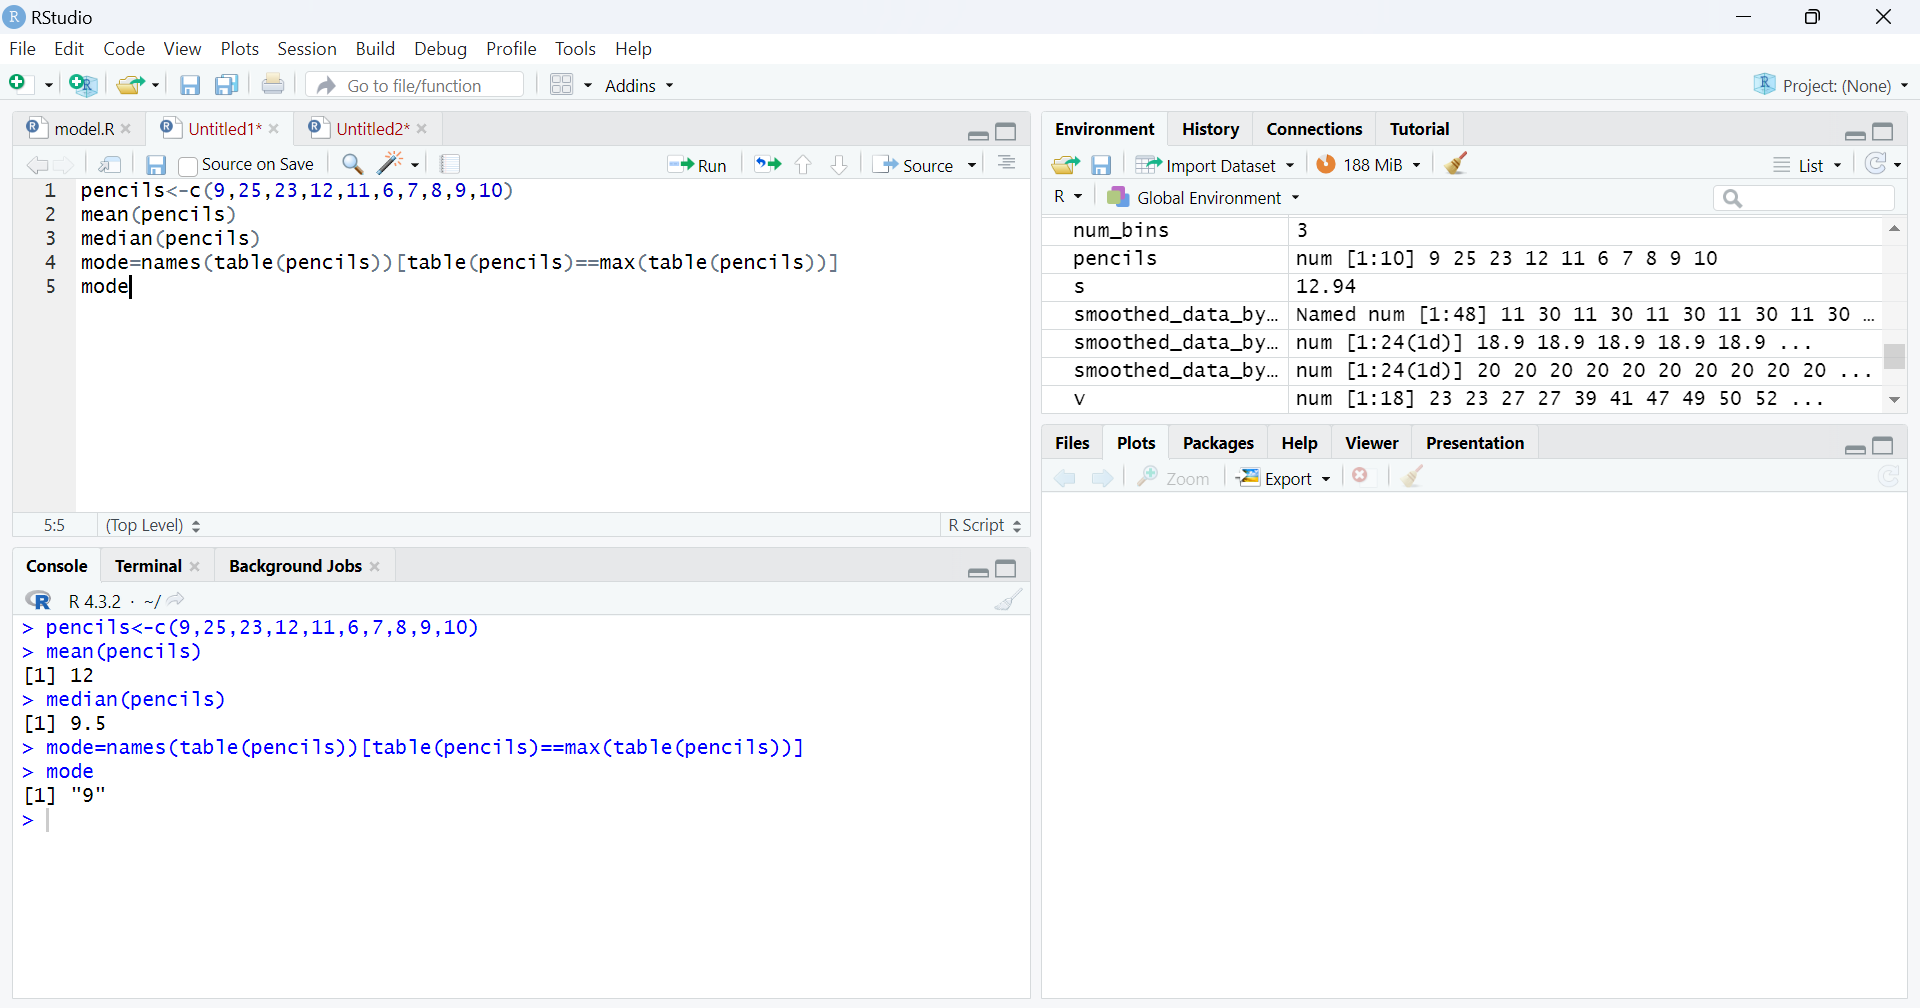 RStudio
File Edit Code View Plots Session Build Debug Profile Tools Help
Go to file/function Addins Project: (None)
model.R Untitled1* Untitled2*
Source on Save Run Source
1 pencils<-c(9,25,23,12,11,6,7,8,9,10)
2 mean(pencils)
3 median(pencils)
4 mode=names(table(pencils))[table(pencils)==max(table(pencils))]
5 mode
5:5 (Top Level) R Script
Console Terminal Background Jobs
R R 4.3.2 · ~/
> pencils<-c(9,25,23,12,11,6,7,8,9,10)
> mean(pencils)
[1] 12
> median(pencils)
[1] 9.5
> mode=names(table(pencils))[table(pencils)==max(table(pencils))]
> mode
[1] "9"
>
Environment History Connections Tutorial
Import Dataset 188 MiB List
R Global Environment
num_bins 3
pencils num [1:10] 9 25 23 12 11 6 7 8 9 10
s 12.94
smoothed_data_by… Named num [1:48] 11 30 11 30 11 30 11 30 11 30 …
smoothed_data_by… num [1:24(1d)] 18.9 18.9 18.9 18.9 18.9 ...
smoothed_data_by… num [1:24(1d)] 20 20 20 20 20 20 20 20 20 20 ...
v num [1:18] 23 23 27 27 39 41 47 49 50 52 ...
Files Plots Packages Help Viewer Presentation
Zoom Export